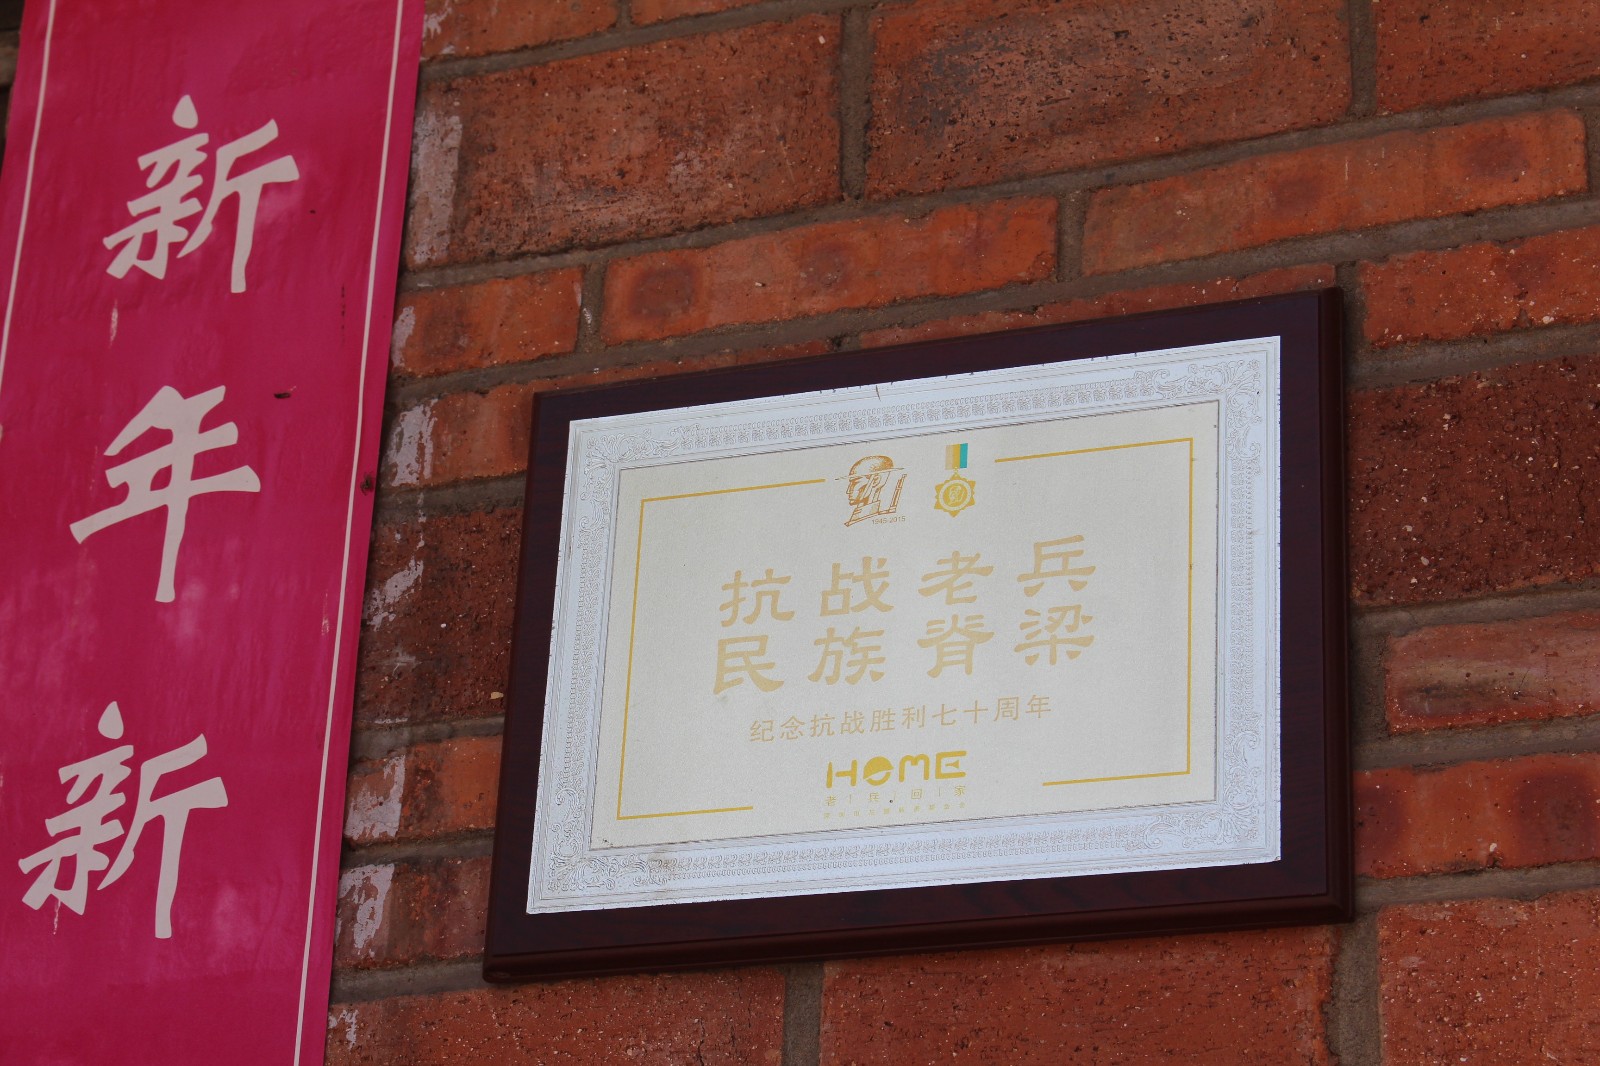 新年新
1945-2015
抗战老兵
民族脊梁
纪念抗战胜利七十周年
HOME
老|兵|回|家